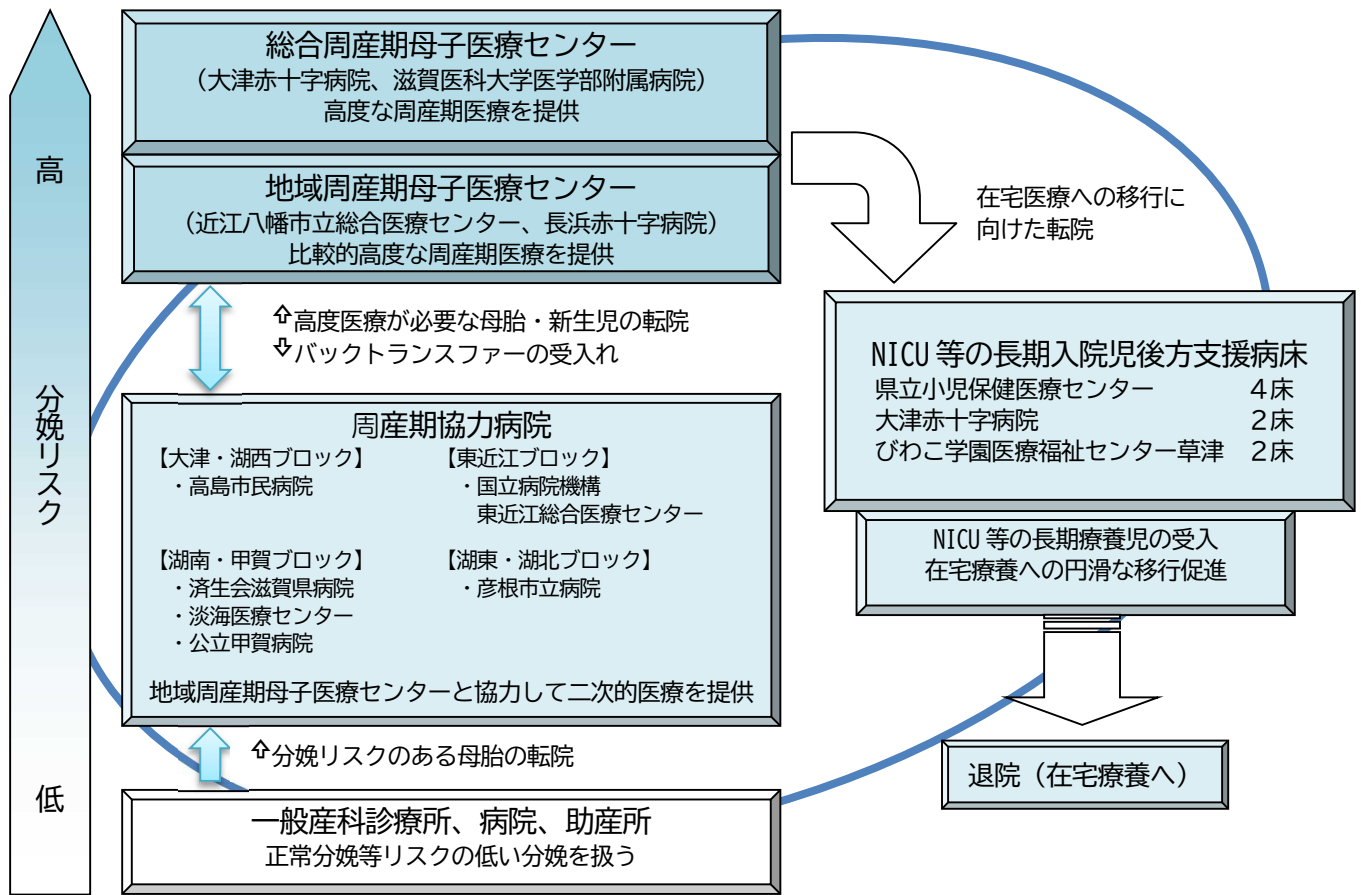 高
分娩リスク
低
総合周産期母子医療センター
（大津赤十字病院、滋賀医科大学医学部附属病院）
高度な周産期医療を提供
地域周産期母子医療センター
（近江八幡市立総合医療センター、長浜赤十字病院）
比較的高度な周産期医療を提供
在宅医療への移行に
向けた転院
⇧高度医療が必要な母胎・新生児の転院
⇩バックトランスファーの受入れ
周産期協力病院
【大津・湖西ブロック】
・高島市民病院
【東近江ブロック】
・国立病院機構
東近江総合医療センター
【湖南・甲賀ブロック】
・済生会滋賀県病院
・淡海医療センター
・公立甲賀病院
【湖東・湖北ブロック】
・彦根市立病院
地域周産期母子医療センターと協力して二次的医療を提供
⇧分娩リスクのある母胎の転院
一般産科診療所、病院、助産所
正常分娩等リスクの低い分娩を扱う
NICU 等の長期入院児後方支援病床
県立小児保健医療センター　４床
大津赤十字病院　２床
びわこ学園医療福祉センター草津　２床
NICU 等の長期療養児の受入
在宅療養への円滑な移行促進
退院（在宅療養へ）